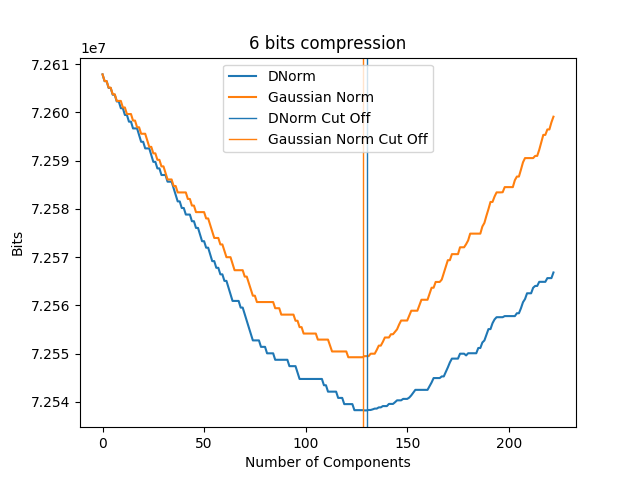 6 bits compression
1e7
7.261
7.260
7.259
7.258
7.257
7.256
7.255
7.254
Bits
DNorm
Gaussian Norm
DNorm Cut Off
Gaussian Norm Cut Off
0 50 100 150 200
Number of Components